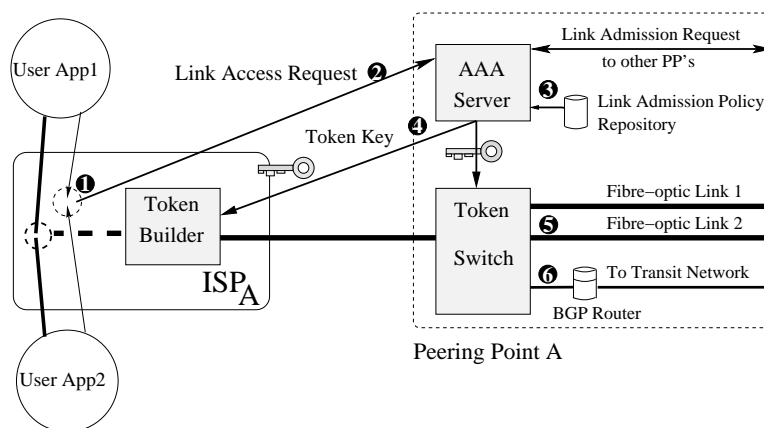 User App1
Link Access Request
❷
AAA
Server
Link Admission Request
to other PP's
❸
Link Admission Policy
Repository
❹
Token Key
❶
Token
Builder
ISP A
Token
Switch
Fibre–optic Link 1
❺
Fibre–optic Link 2
❻
To Transit Network
BGP Router
User App2
Peering Point A